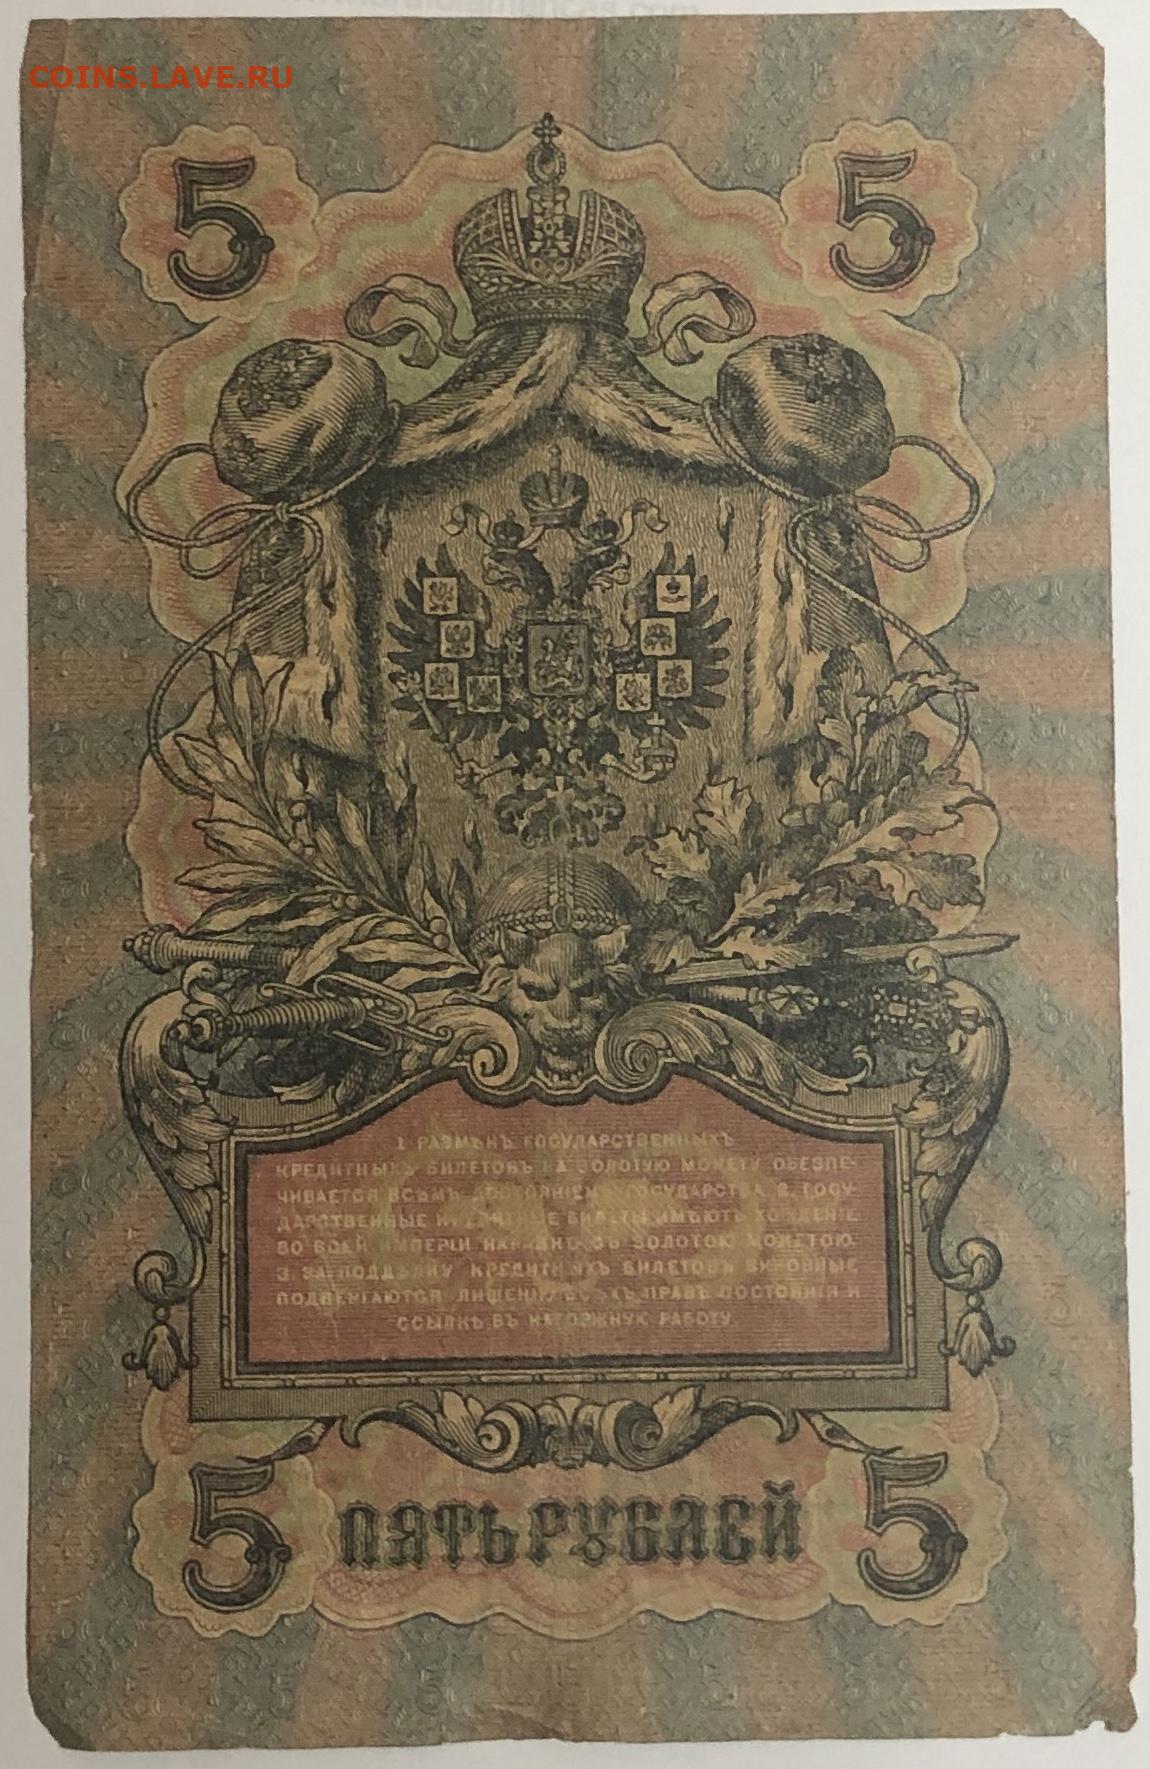 COINS.LAVE.RU
5 5
1. РАЗМѢНЪ ГОСУДАРСТВЕННЫХЪ
КРЕДИТНЫХЪ БИЛЕТОВЪ НА ЗОЛОТУЮ МОНЕТУ ОБЕЗПЕ-
ЧИВАЕТСЯ ВСѢМЪ ДОСТОЯНІЕМЪ ГОСУДАРСТВА. 2. ГОСУ-
ДАРСТВЕННЫЕ КРЕДИТНЫЕ БИЛЕТЫ ИМѢЮТЪ ХОЖДЕНІЕ
ВО ВСЕЙ ИМПЕРІИ НАРАВНѢ СЪ ЗОЛОТОЮ МОНЕТОЮ.
3. ЗА ПОДДѢЛКУ КРЕДИТНЫХЪ БИЛЕТОВЪ ВИНОВНЫЕ
ПОДВЕРГАЮТСЯ ЛИШЕНІЮ ВСѢХЪ ПРАВЪ СОСТОЯНІЯ И
ССЫЛКѢ ВЪ КАТОРЖНУЮ РАБОТУ.
5 ПЯТЬ РУБЛЕЙ 5